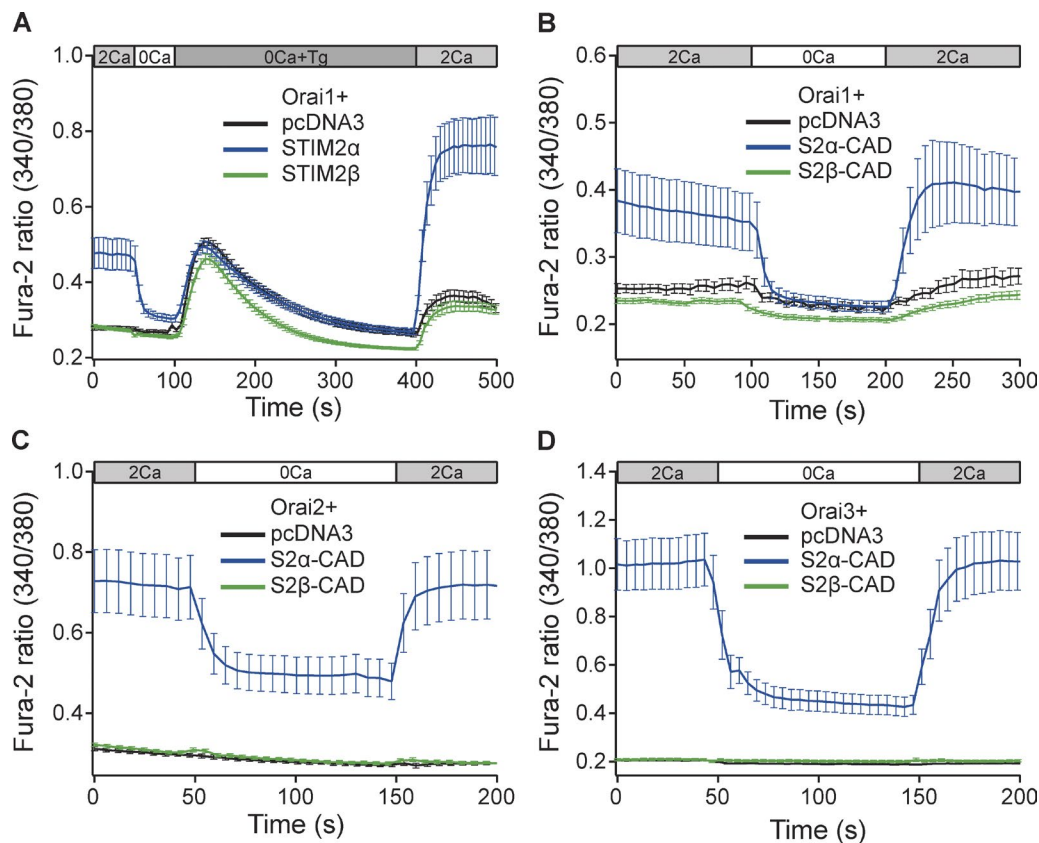 A
2Ca 0Ca 0Ca+Tg 2Ca
Orai1+
pcDNA3
STIM2α
STIM2β
Fura-2 ratio (340/380)
1.0
0.8
0.6
0.4
0.2
0 100 200 300 400 500
Time (s)
B
2Ca 0Ca 2Ca
Orai1+
pcDNA3
S2α-CAD
S2β-CAD
Fura-2 ratio (340/380)
0.6
0.5
0.4
0.3
0.2
0 50 100 150 200 250 300
Time (s)
C
2Ca 0Ca 2Ca
Orai2+
pcDNA3
S2α-CAD
S2β-CAD
Fura-2 ratio (340/380)
1.0
0.8
0.6
0.4
0 50 100 150 200
Time (s)
D
2Ca 0Ca 2Ca
Orai3+
pcDNA3
S2α-CAD
S2β-CAD
Fura-2 ratio (340/380)
1.4
1.2
1.0
0.8
0.6
0.4
0.2
0 50 100 150 200
Time (s)